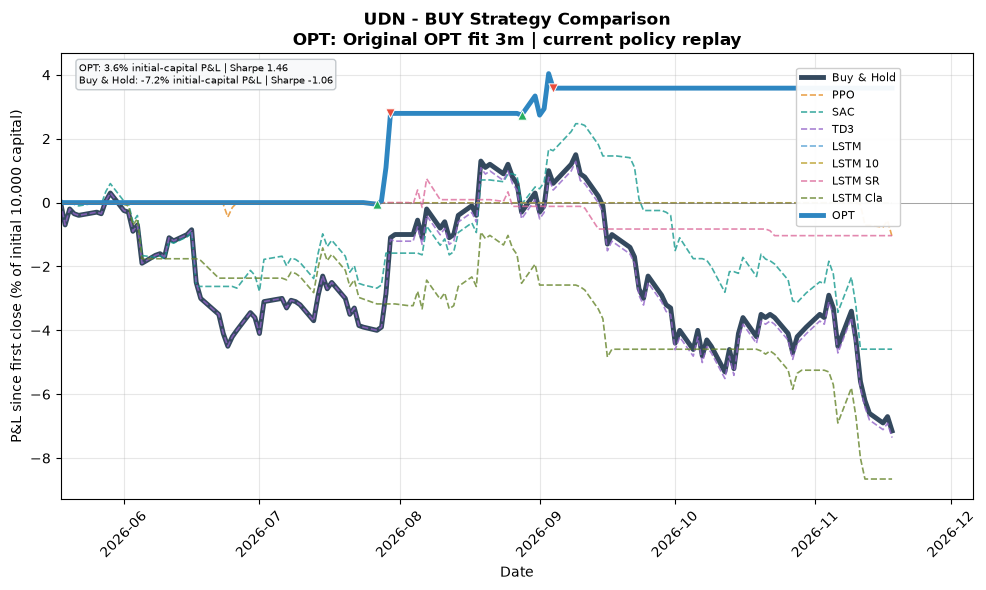 UDN - BUY Strategy Comparison
OPT: Original OPT fit 3m | current policy replay
OPT: 3.6% initial-capital P&L | Sharpe 1.46
Buy & Hold: -7.2% initial-capital P&L | Sharpe -1.06
Buy & Hold
PPO
SAC
TD3
LSTM
LSTM 10
LSTM SR
LSTM Cla
OPT
P&L since first close (% of initial 10,000 capital)
4
2
0
−2
−4
−6
−8
2026-06
2026-07
2026-08
2026-09
2026-10
2026-11
2026-12
Date